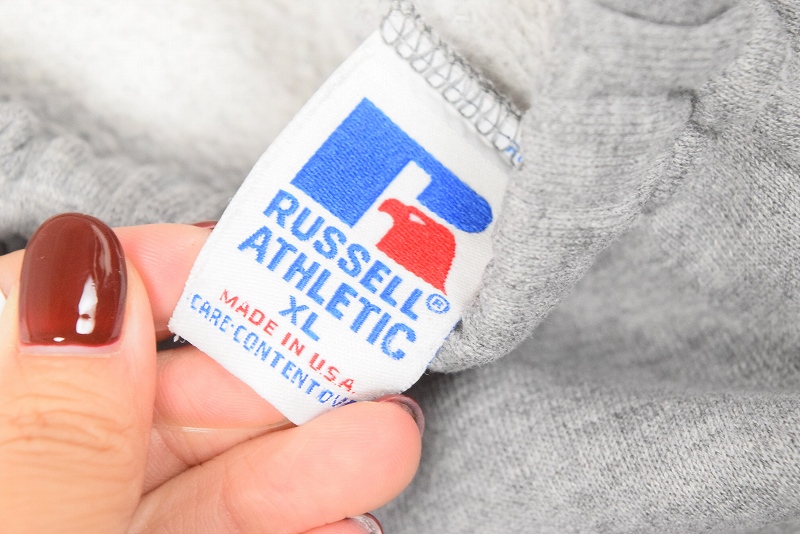 RUSSELL®
ATHLETIC
XL
MADE IN U.S.A.
·CARE·CONTENT